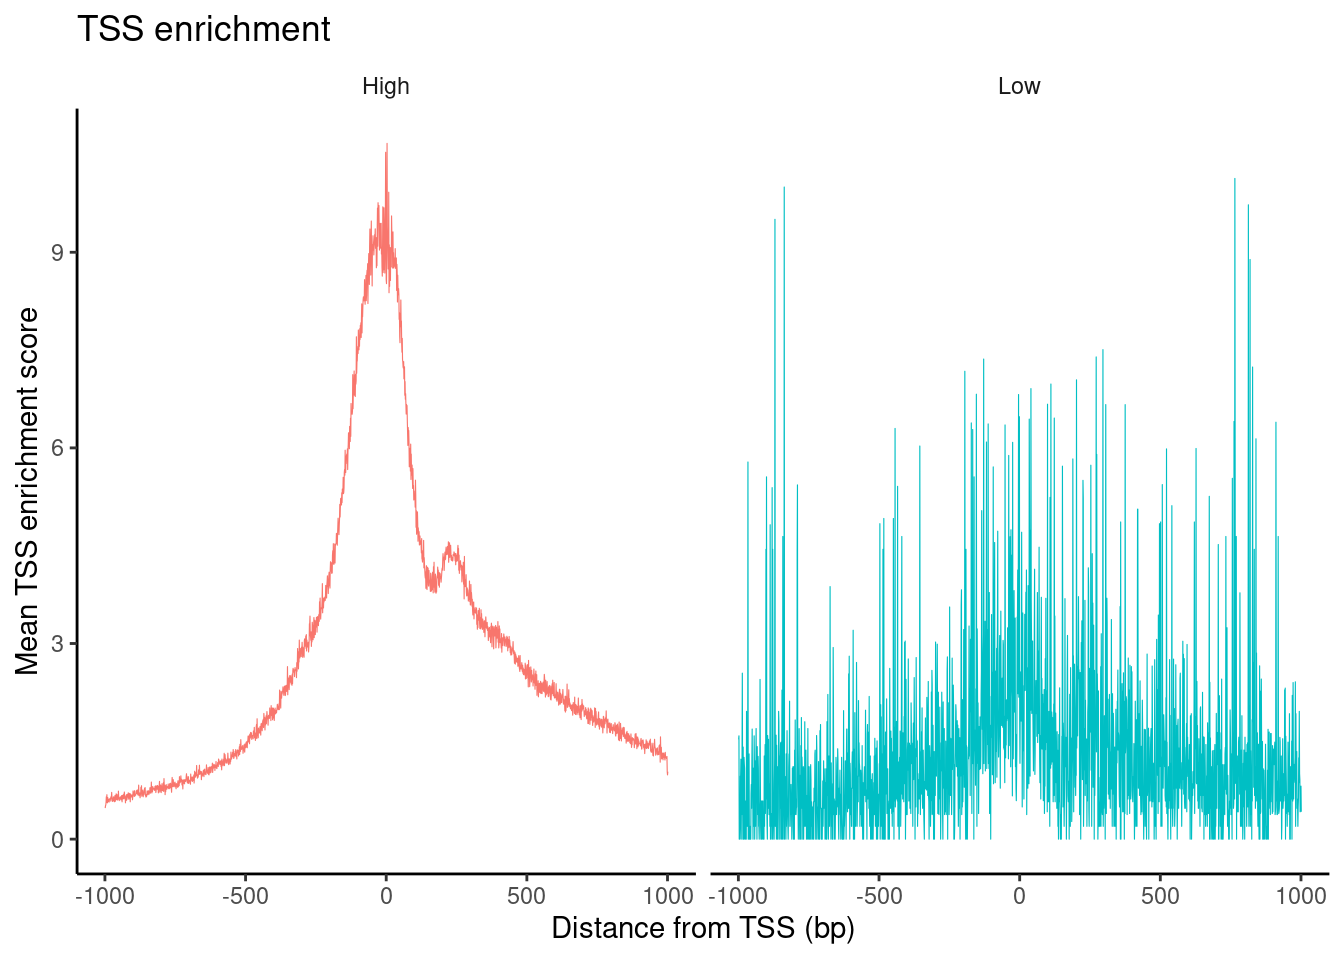 TSS enrichment
High
Low
Mean TSS enrichment score
9
6
3
0
-1000
-500
0
500
1000
-1000
-500
0
500
1000
Distance from TSS (bp)